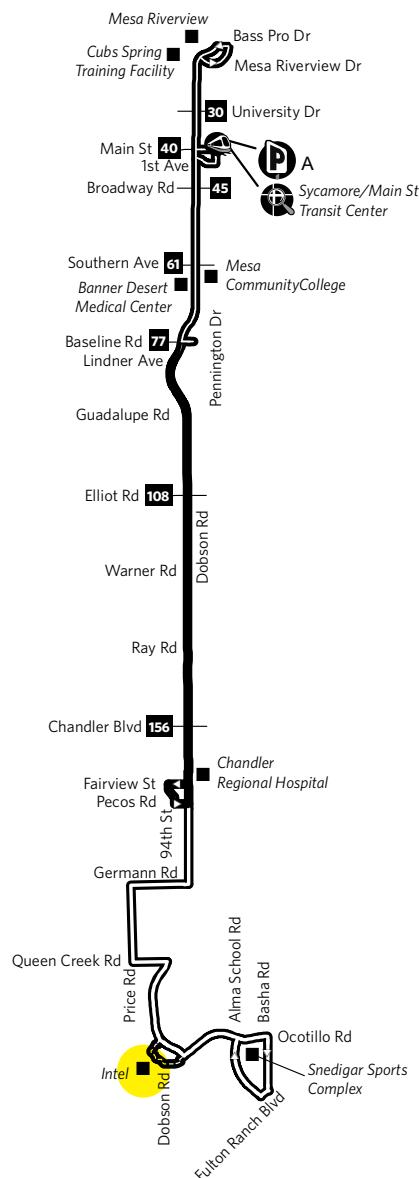 Mesa Riverview
Bass Pro Dr
Cubs Spring
Training Facility
Mesa Riverview Dr
30 University Dr
Main St 40
1st Ave
P A
Broadway Rd 45
Sycamore/Main St
Transit Center
Southern Ave 61
Mesa
CommunityCollege
Banner Desert
Medical Center
Pennington Dr
Baseline Rd 77
Lindner Ave
Guadalupe Rd
Elliot Rd 108
Dobson Rd
Warner Rd
Ray Rd
Chandler Blvd 156
Chandler
Regional Hospital
Fairview St
Pecos Rd
94th St
Germann Rd
Queen Creek Rd
Price Rd
Alma School Rd
Basha Rd
Ocotillo Rd
Intel
Dobson Rd
Snedigar Sports
Complex
Fulton Ranch Blvd